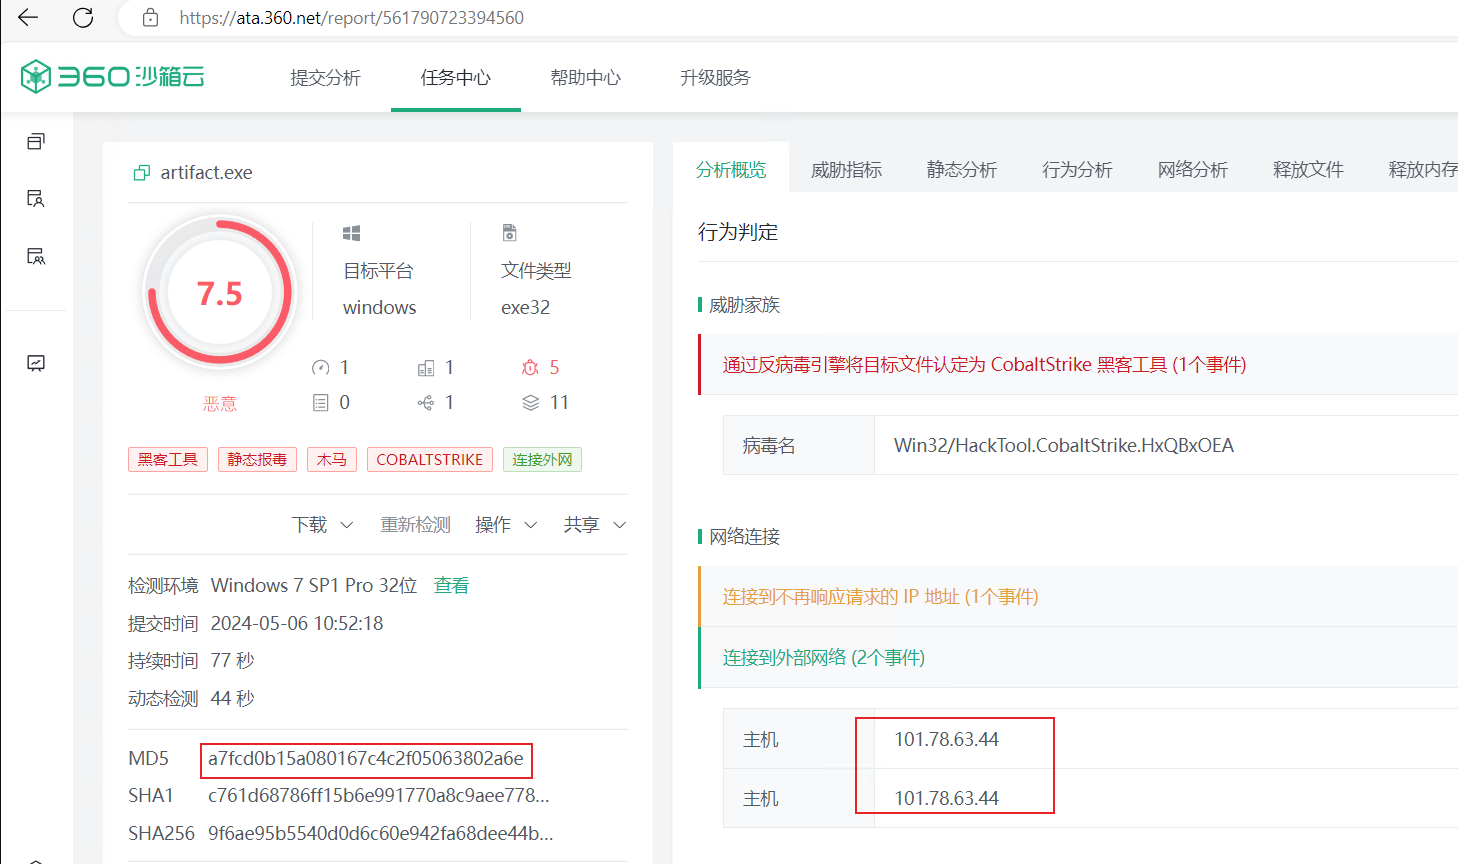 https://ata.360.net/report/561790723394560
360沙箱云
提交分析
任务中心
帮助中心
升级服务
artifact.exe
7.5
恶意
目标平台
windows
文件类型
exe32
1
1
5
0
1
11
黑客工具
静态报毒
木马
COBALTSTRIKE
连接外网
下载
重新检测
操作
共享
检测环境 Windows 7 SP1 Pro 32位 查看
提交时间 2024-05-06 10:52:18
持续时间 77 秒
动态检测 44 秒
MD5 a7fcd0b15a080167c4c2f05063802a6e
SHA1 c761d68786ff15b6e991770a8c9aee778...
SHA256 9f6ae95b5540d0d6c60e942fa68dee44b...
分析概览
威胁指标
静态分析
行为分析
网络分析
释放文件
释放内存
行为判定
威胁家族
通过反病毒引擎将目标文件认定为 CobaltStrike 黑客工具 (1个事件)
病毒名 Win32/HackTool.CobaltStrike.HxQBxOEA
网络连接
连接到不再响应请求的 IP 地址 (1个事件)
连接到外部网络 (2个事件)
主机 101.78.63.44
主机 101.78.63.44